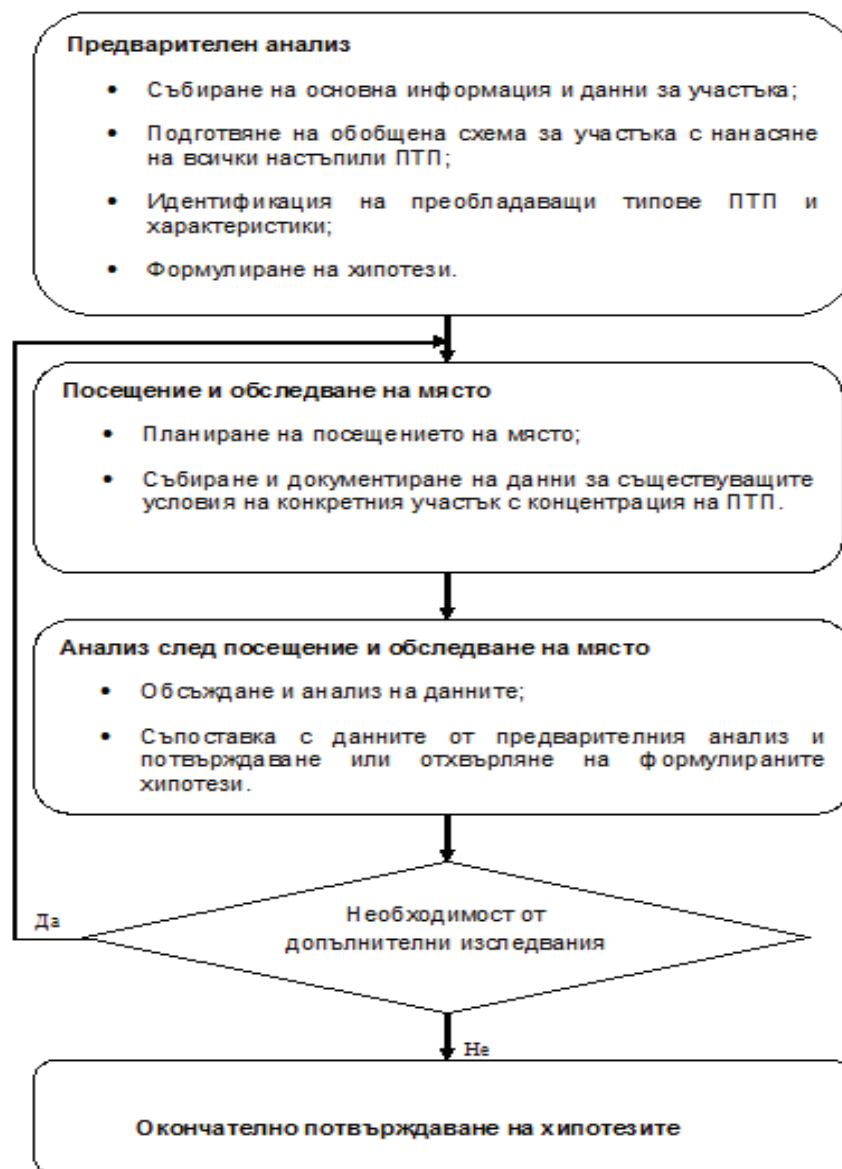 Предварителен анализ
• Събиране на основна информация и данни за участъка;
• Подготвяне на обобщена схема за участъка с нанасяне
на всички настъпили ПТП;
• Идентификация на преобладаващи типове ПТП и
характеристики;
• Формулиране на хипотези.
Посещение и обследване на място
• Планиране на посещението на място;
• Събиране и документиране на данни за съществуващите
условия на конкретния участък с концентрация на ПТП.
Анализ след посещение и обследване на място
• Обсъждане и анализ на данните;
• Съпоставка с данните от предварителния анализ и
потвърждаване или отхвърляне на формулираните
хипотези.
Необходимост от
допълнителни изследвания
Да
Не
Окончателно потвърждаване на хипотезите